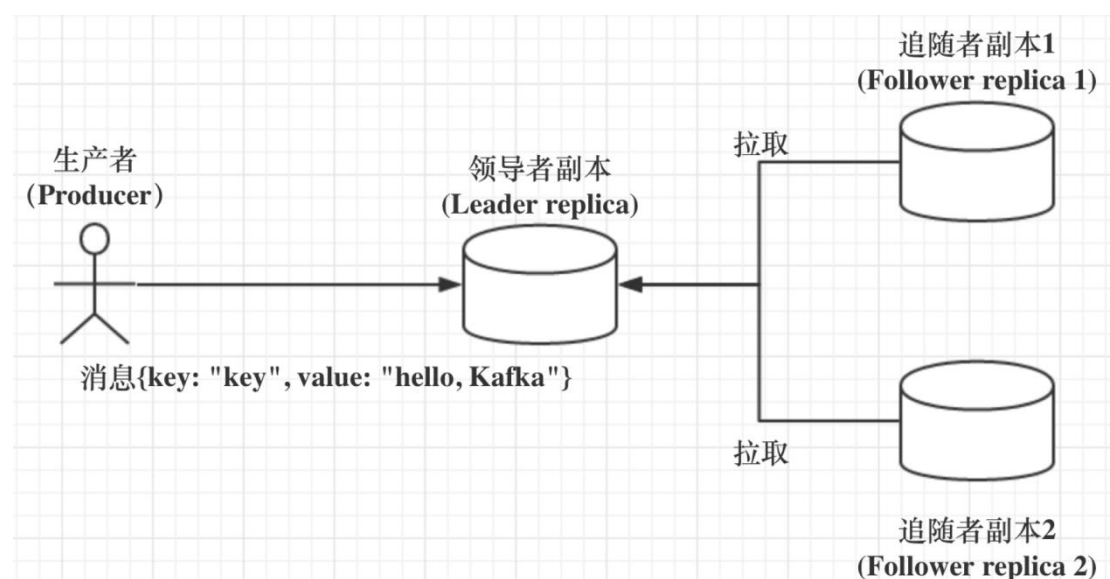 生产者
(Producer）
消息{key: "key", value: "hello, Kafka"}
领导者副本
(Leader replica)
拉取
追随者副本1
(Follower replica 1)
拉取
追随者副本2
(Follower replica 2)